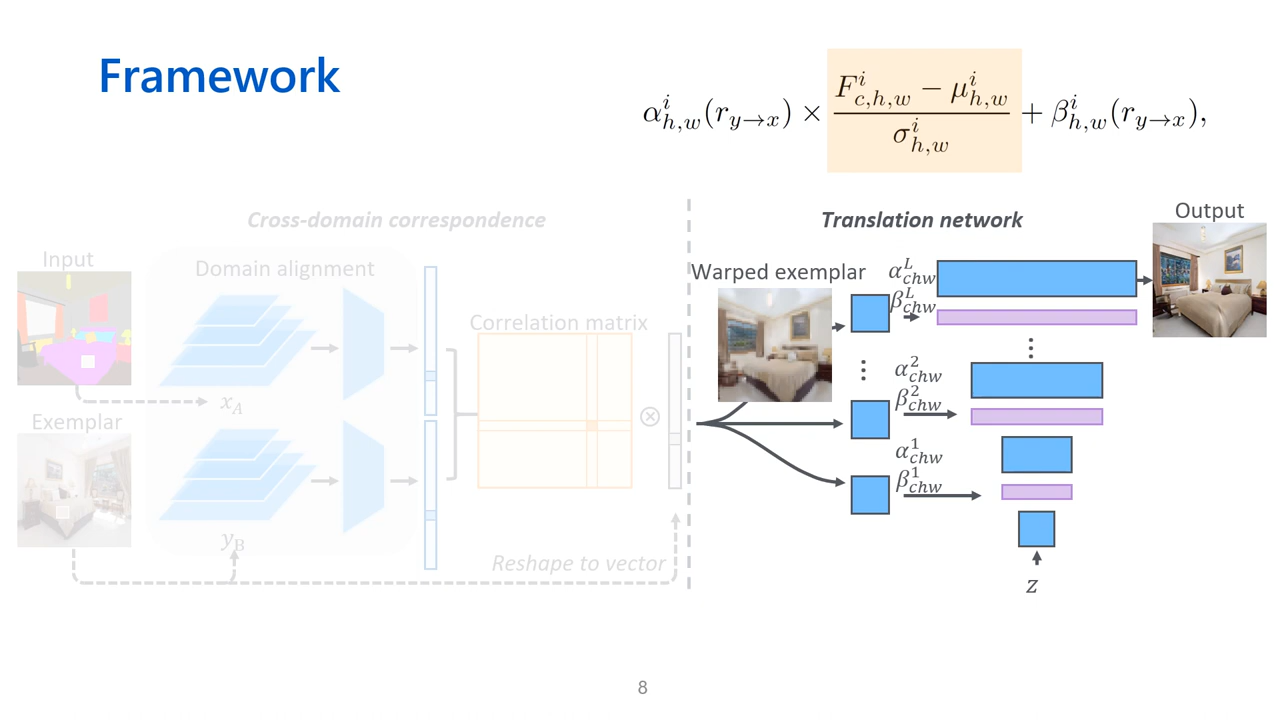 Framework
α^i_{h,w}(r_{y→x}) × \frac{F^i_{c,h,w} − μ^i_{h,w}}{σ^i_{h,w}} + β^i_{h,w}(r_{y→x}),
Cross-domain correspondence
Translation network
Output
Input
Domain alignment
Warped exemplar
α^L_{chw}
β^L_{chw}
Correlation matrix
⋮
⋮
α^2_{chw}
β^2_{chw}
x_A
⊗
Exemplar
α^1_{chw}
β^1_{chw}
y_B
Reshape to vector
z
8